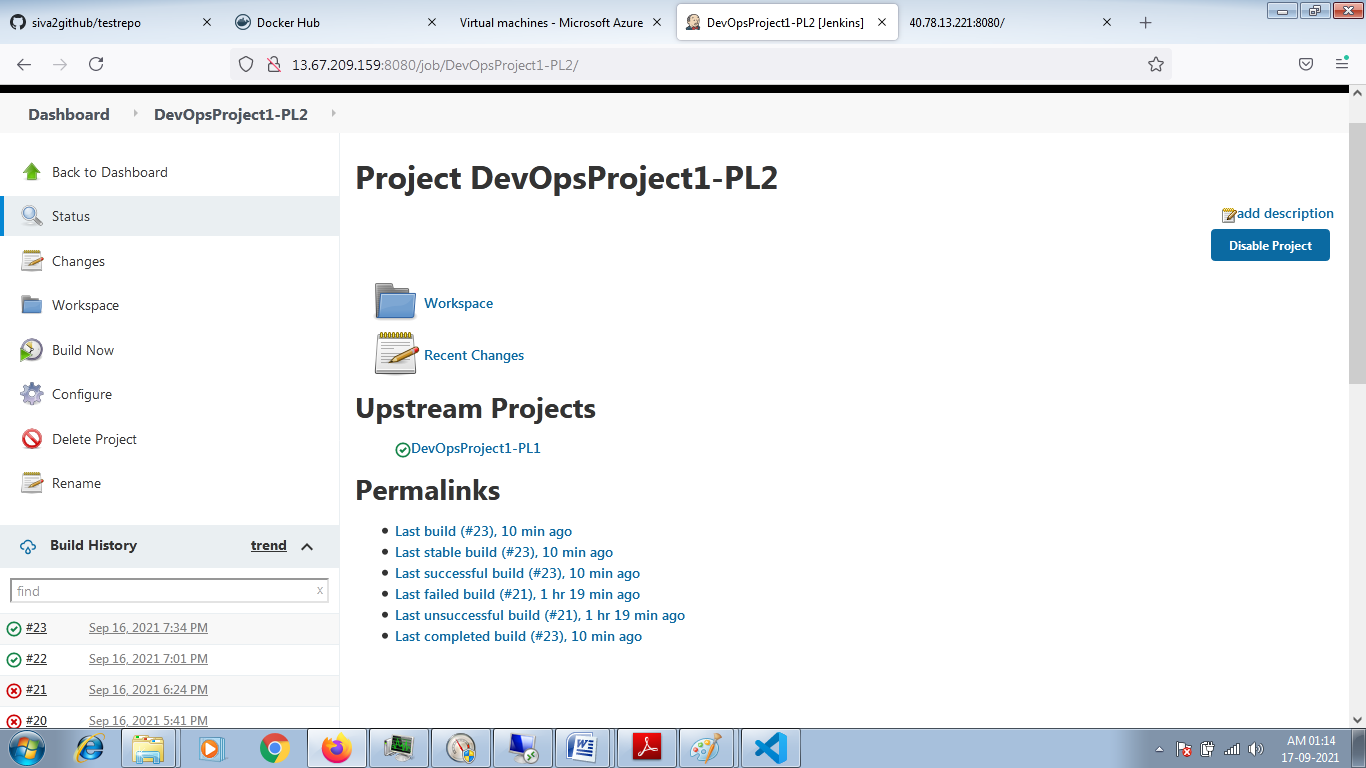 siva2github/testrepo
Docker Hub
Virtual machines - Microsoft Azure
DevOpsProject1-PL2 [Jenkins]
40.78.13.221:8080/
13.67.209.159:8080/job/DevOpsProject1-PL2/
Dashboard DevOpsProject1-PL2
Back to Dashboard
Status
Changes
Workspace
Build Now
Configure
Delete Project
Rename
Build History trend
find x
#23 Sep 16, 2021 7:34 PM
#22 Sep 16, 2021 7:01 PM
#21 Sep 16, 2021 6:24 PM
#20 Sep 16, 2021 5:41 PM
Project DevOpsProject1-PL2
add description
Disable Project
Workspace
Recent Changes
Upstream Projects
DevOpsProject1-PL1
Permalinks
Last build (#23), 10 min ago
Last stable build (#23), 10 min ago
Last successful build (#23), 10 min ago
Last failed build (#21), 1 hr 19 min ago
Last unsuccessful build (#21), 1 hr 19 min ago
Last completed build (#23), 10 min ago
AM 01:14
17-09-2021